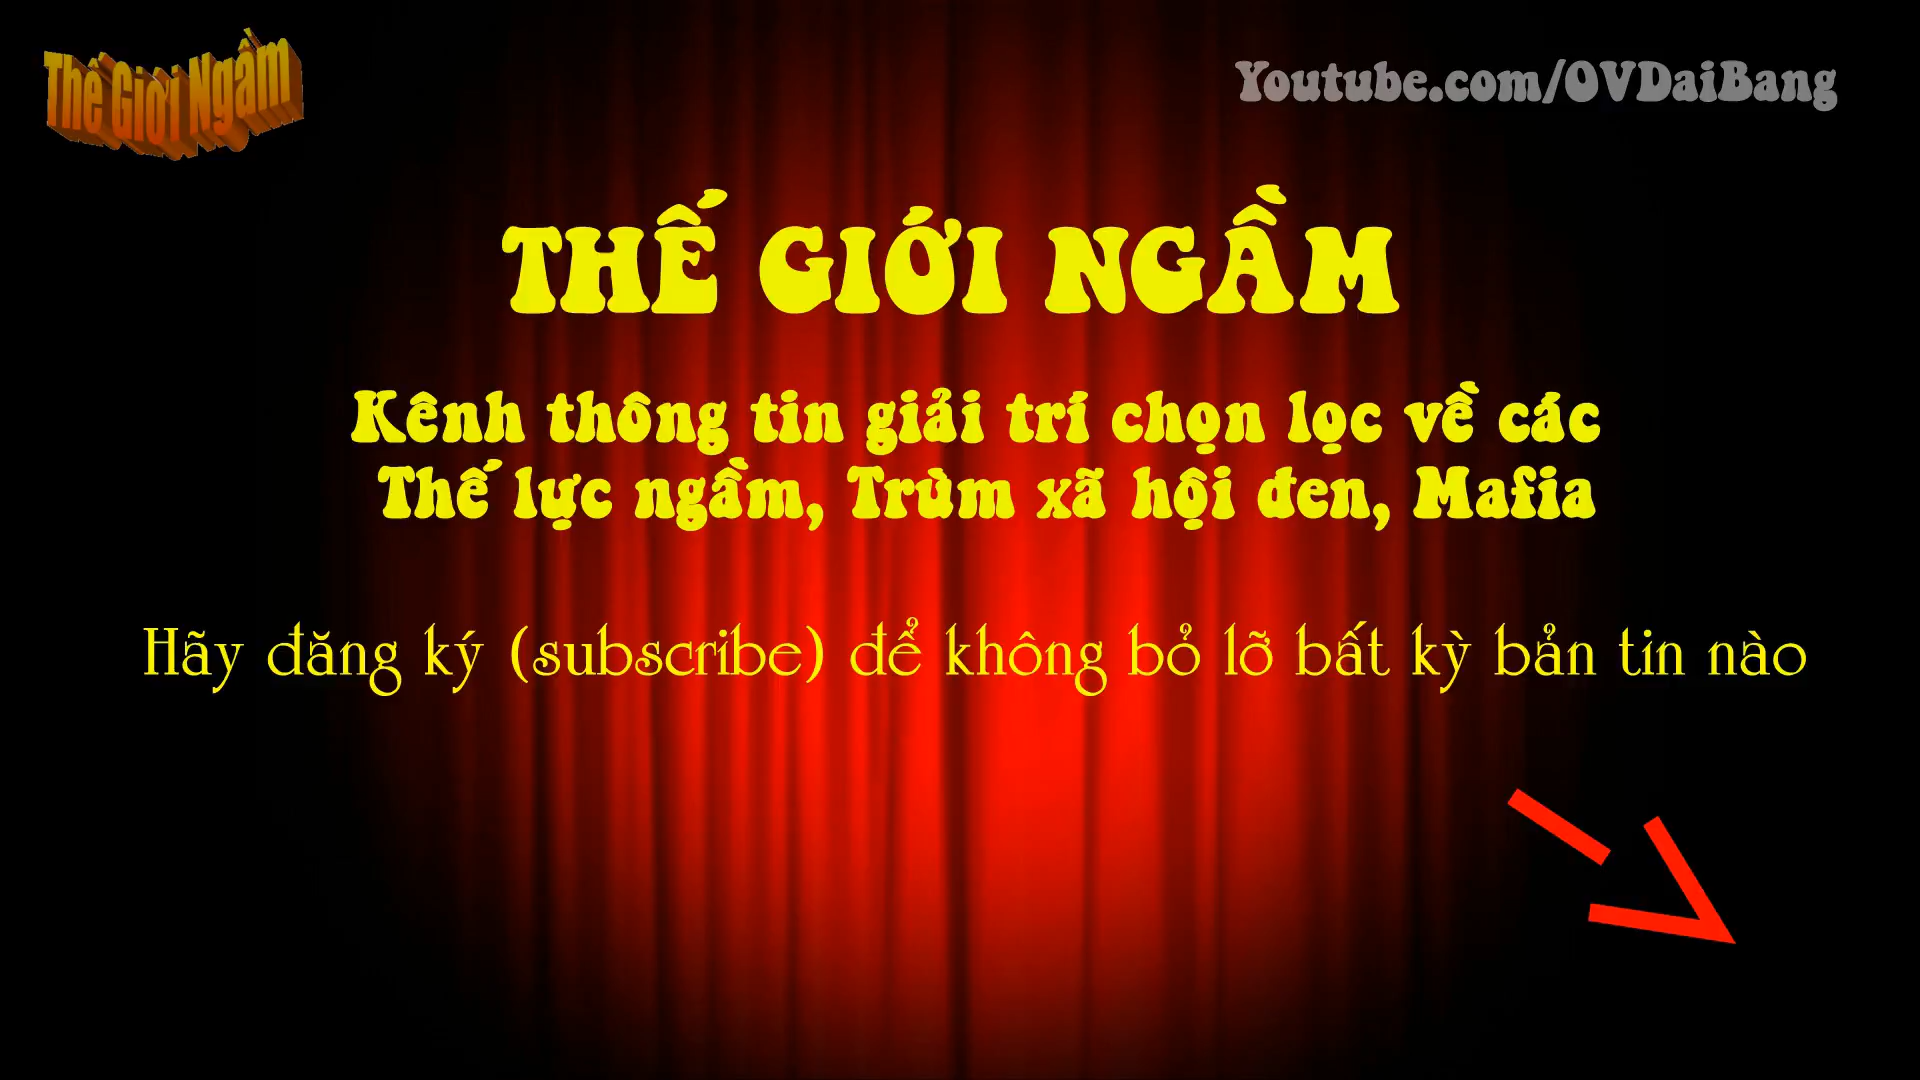 Thế Giới Ngầm
Youtube.com/OVDaiBang
THẾ GIỚI NGẦM
Kênh thông tin giải trí chọn lọc về các
Thế lực ngầm, Trùm xã hội đen, Mafia
Hãy đăng ký (subscribe) để không bỏ lỡ bất kỳ bản tin nào